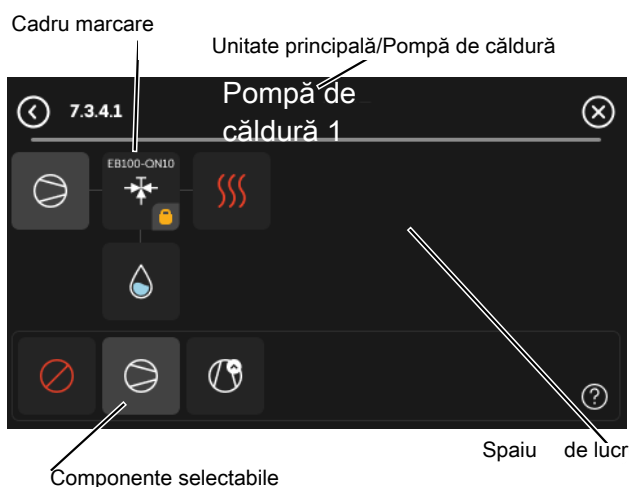 Cadru marcare
Unitate principală/Pompă de căldură
7.3.4.1
Pompă de
căldură 1
EB100-QN10
?
Spaiu de lucr
Componente selectabile